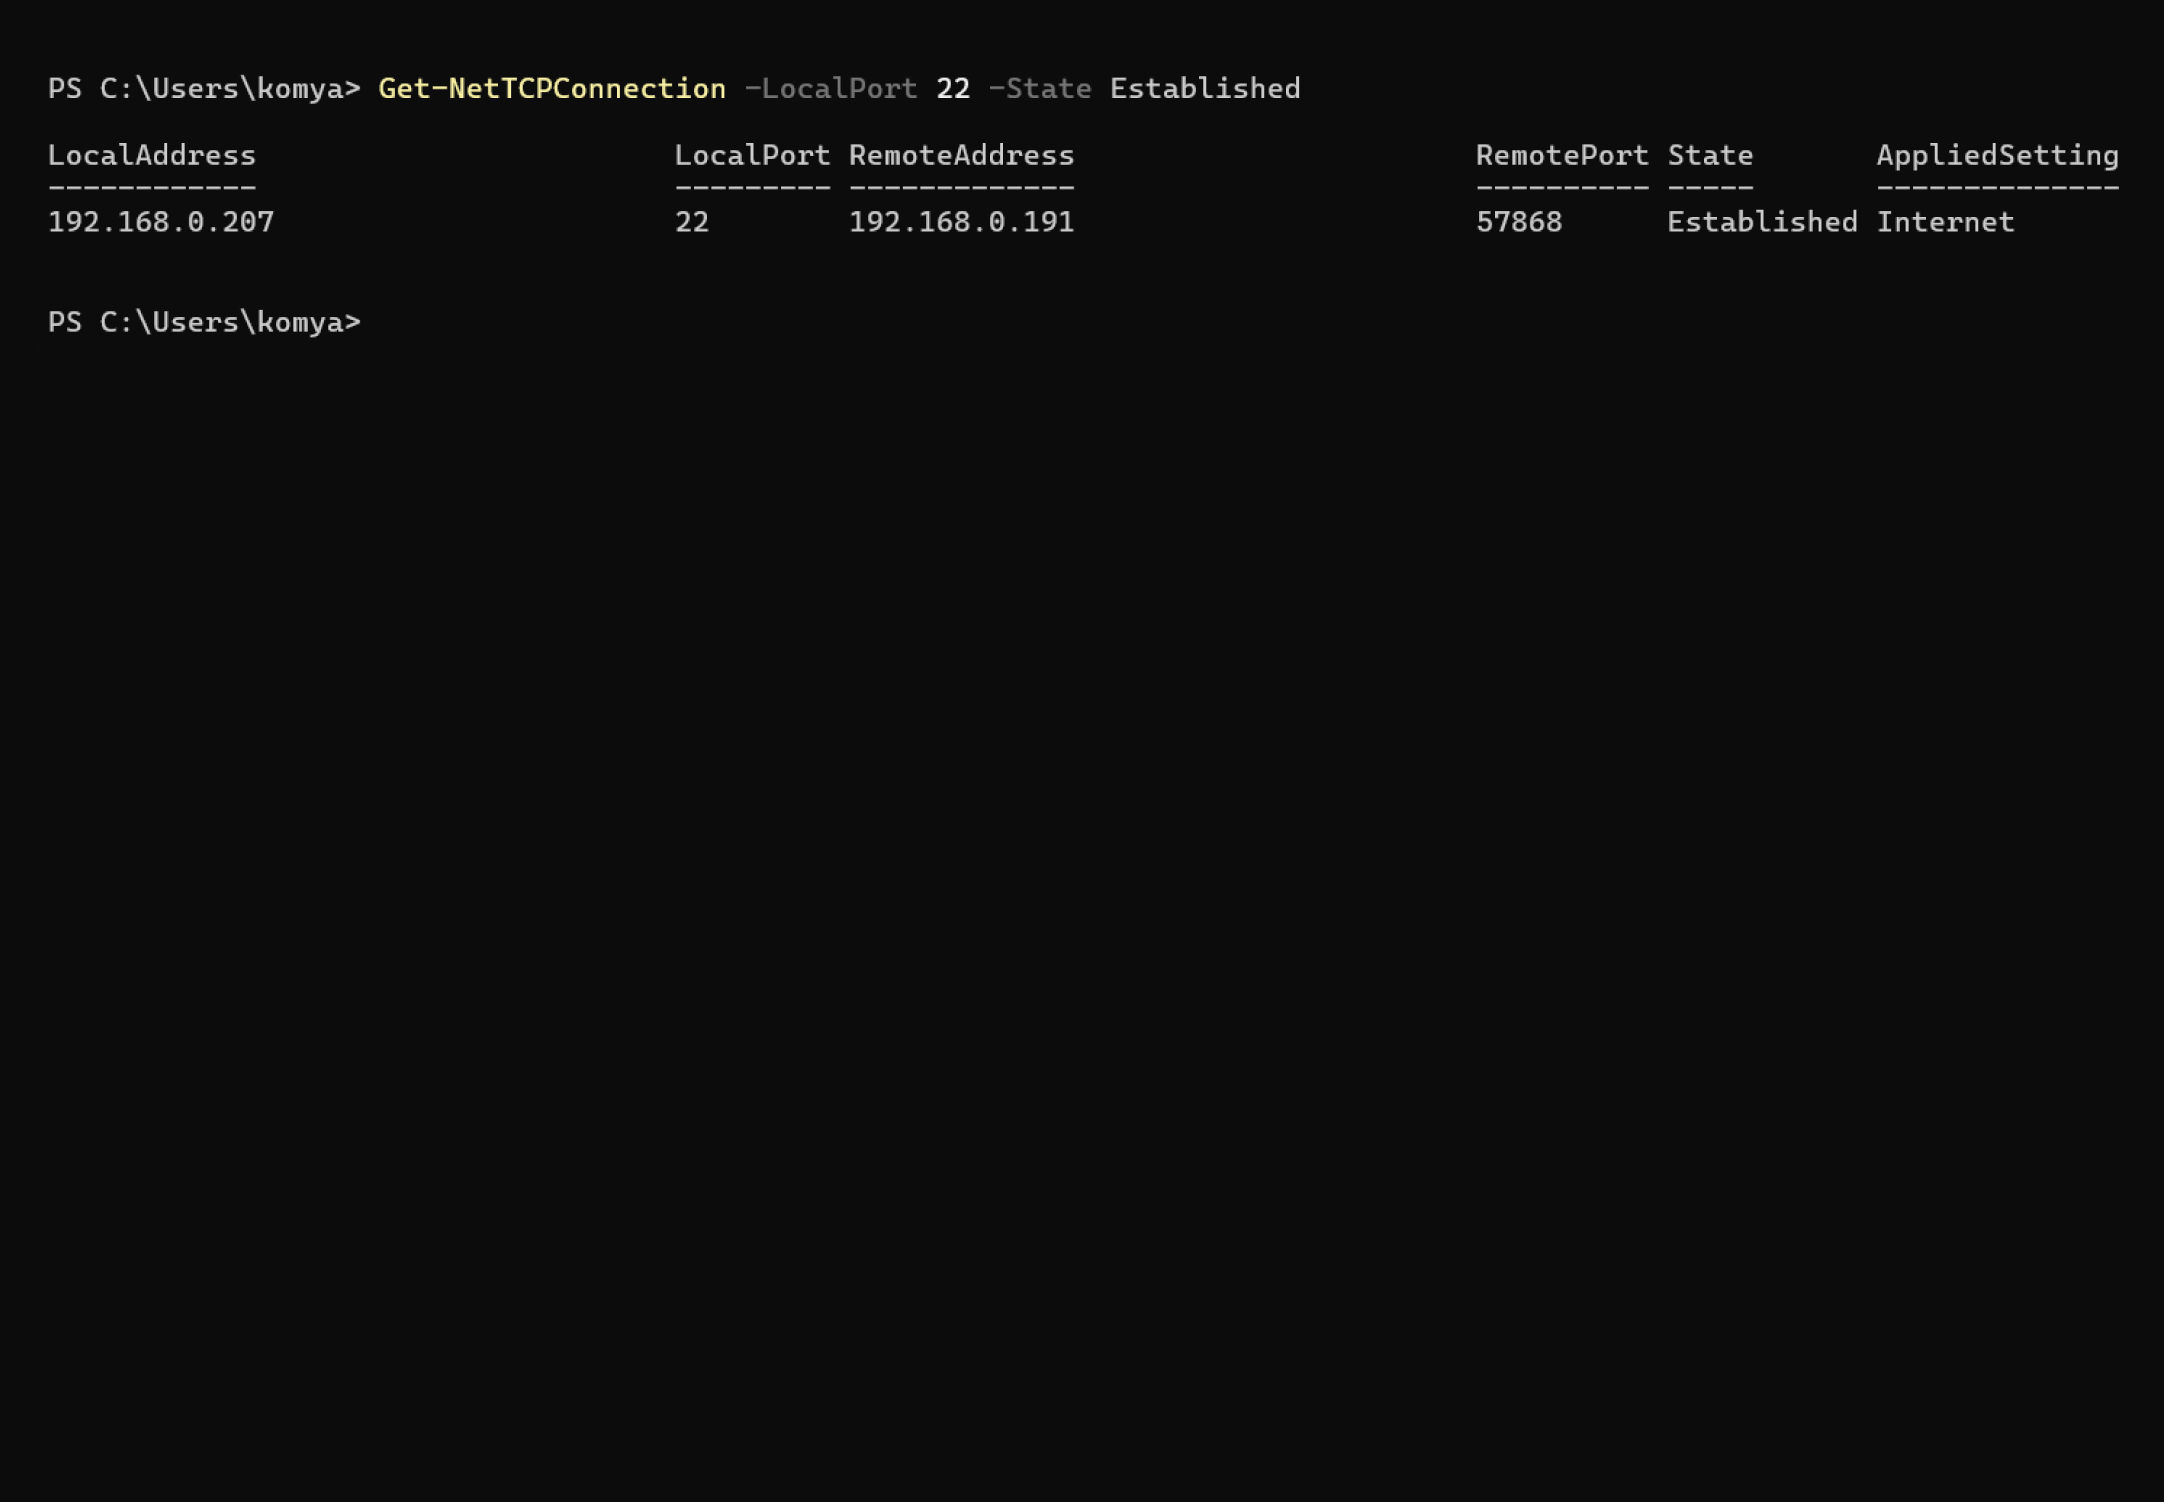 PS C:\Users\komya> Get-NetTCPConnection -LocalPort 22 -State Established
LocalAddress LocalPort RemoteAddress RemotePort State AppliedSetting
------------ --------- ------------- ---------- ----- --------------
192.168.0.207 22 192.168.0.191 57868 Established Internet
PS C:\Users\komya>